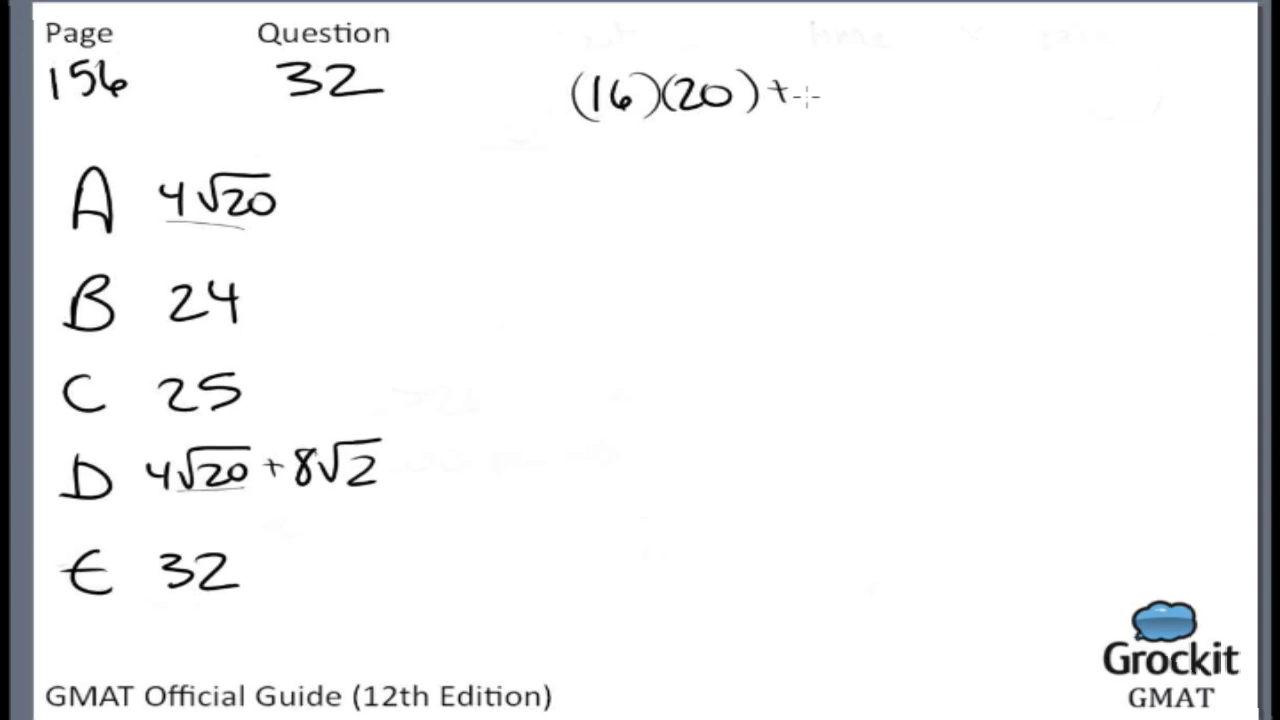 Page Question
156 32 (16)(20)+
A 4√20
B 24
C 25
D 4√20 + 8√2
E 32
Grockit
GMAT
GMAT Official Guide (12th Edition)